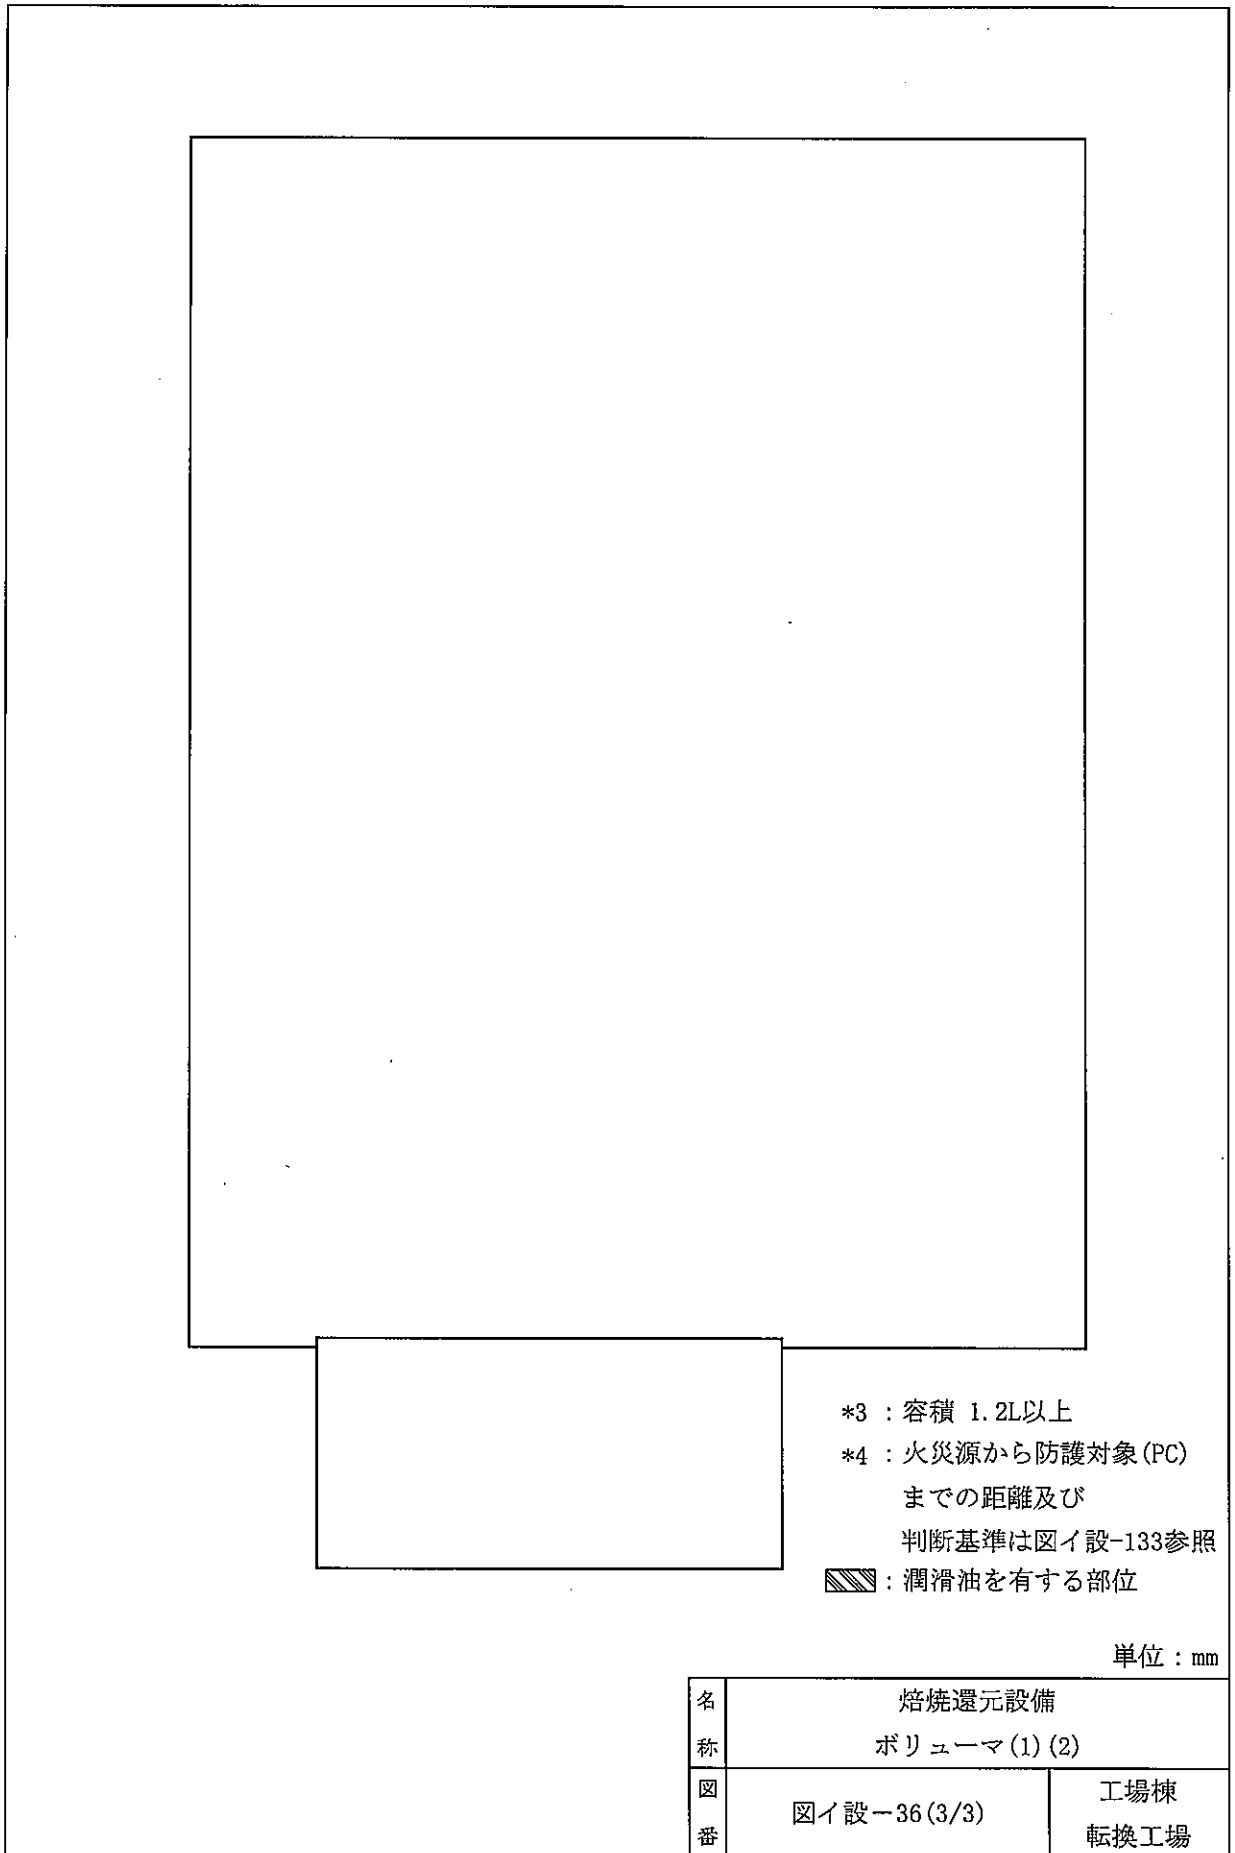 *3 : 容積 1.2L以上
*4 : 火災源から防護対象(PC)
までの距離及び
判断基準は図イ設-133参照
: 潤滑油を有する部位
単位 : mm
名称
焙焼還元設備
ボリューマ(1)(2)
図番
図イ設－36(3/3)
工場棟
転換工場